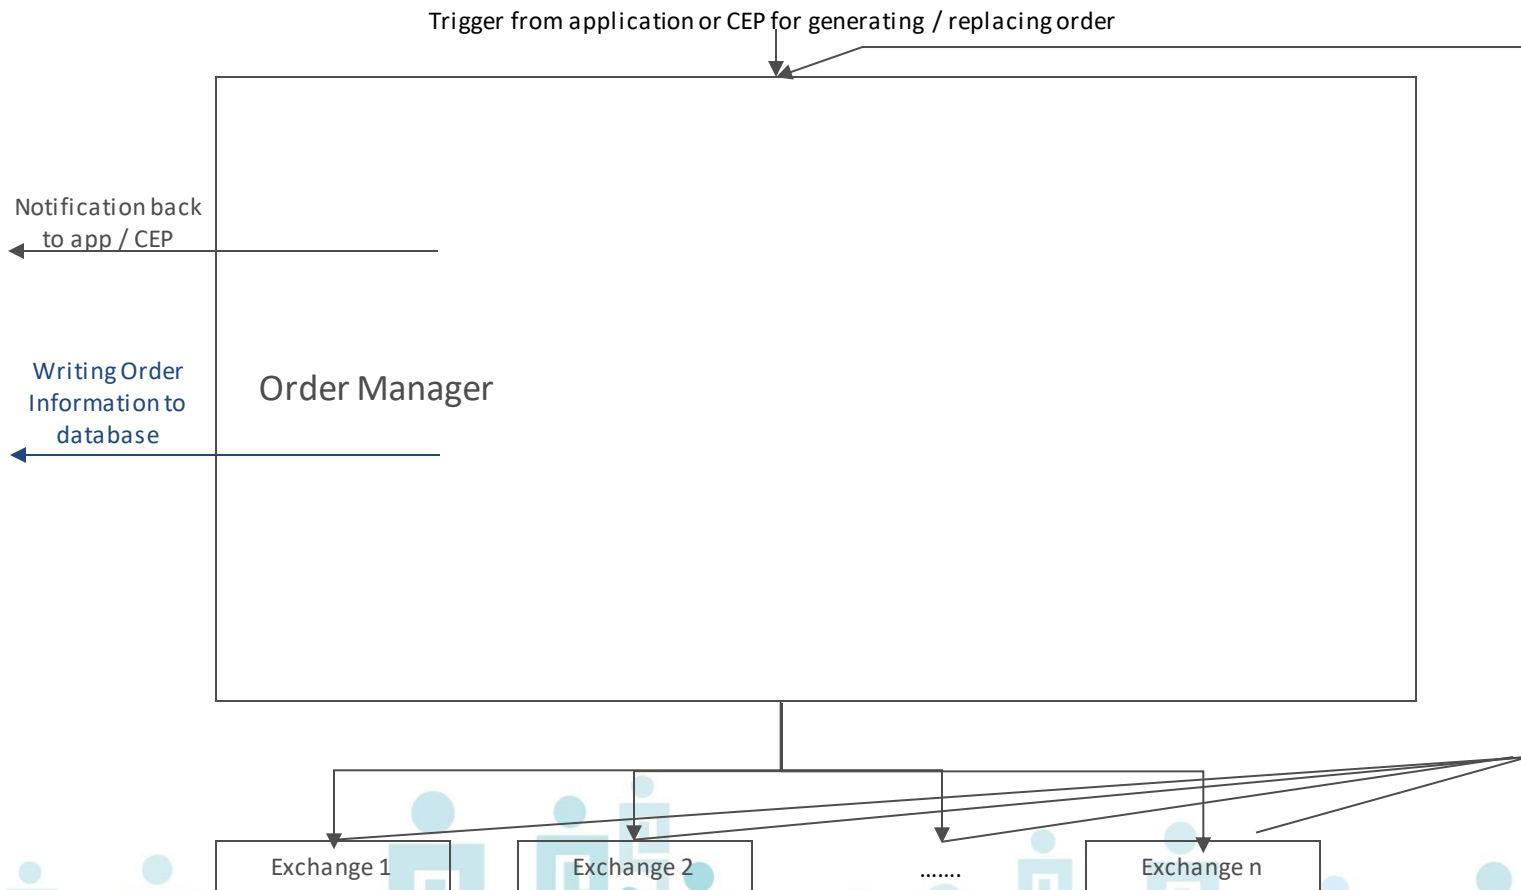 Trigger from application or CEP for generating / replacing order
Notification back
to app / CEP
Writing Order
Information to
database
Order Manager
Exchange 1
Exchange 2
.......
Exchange n